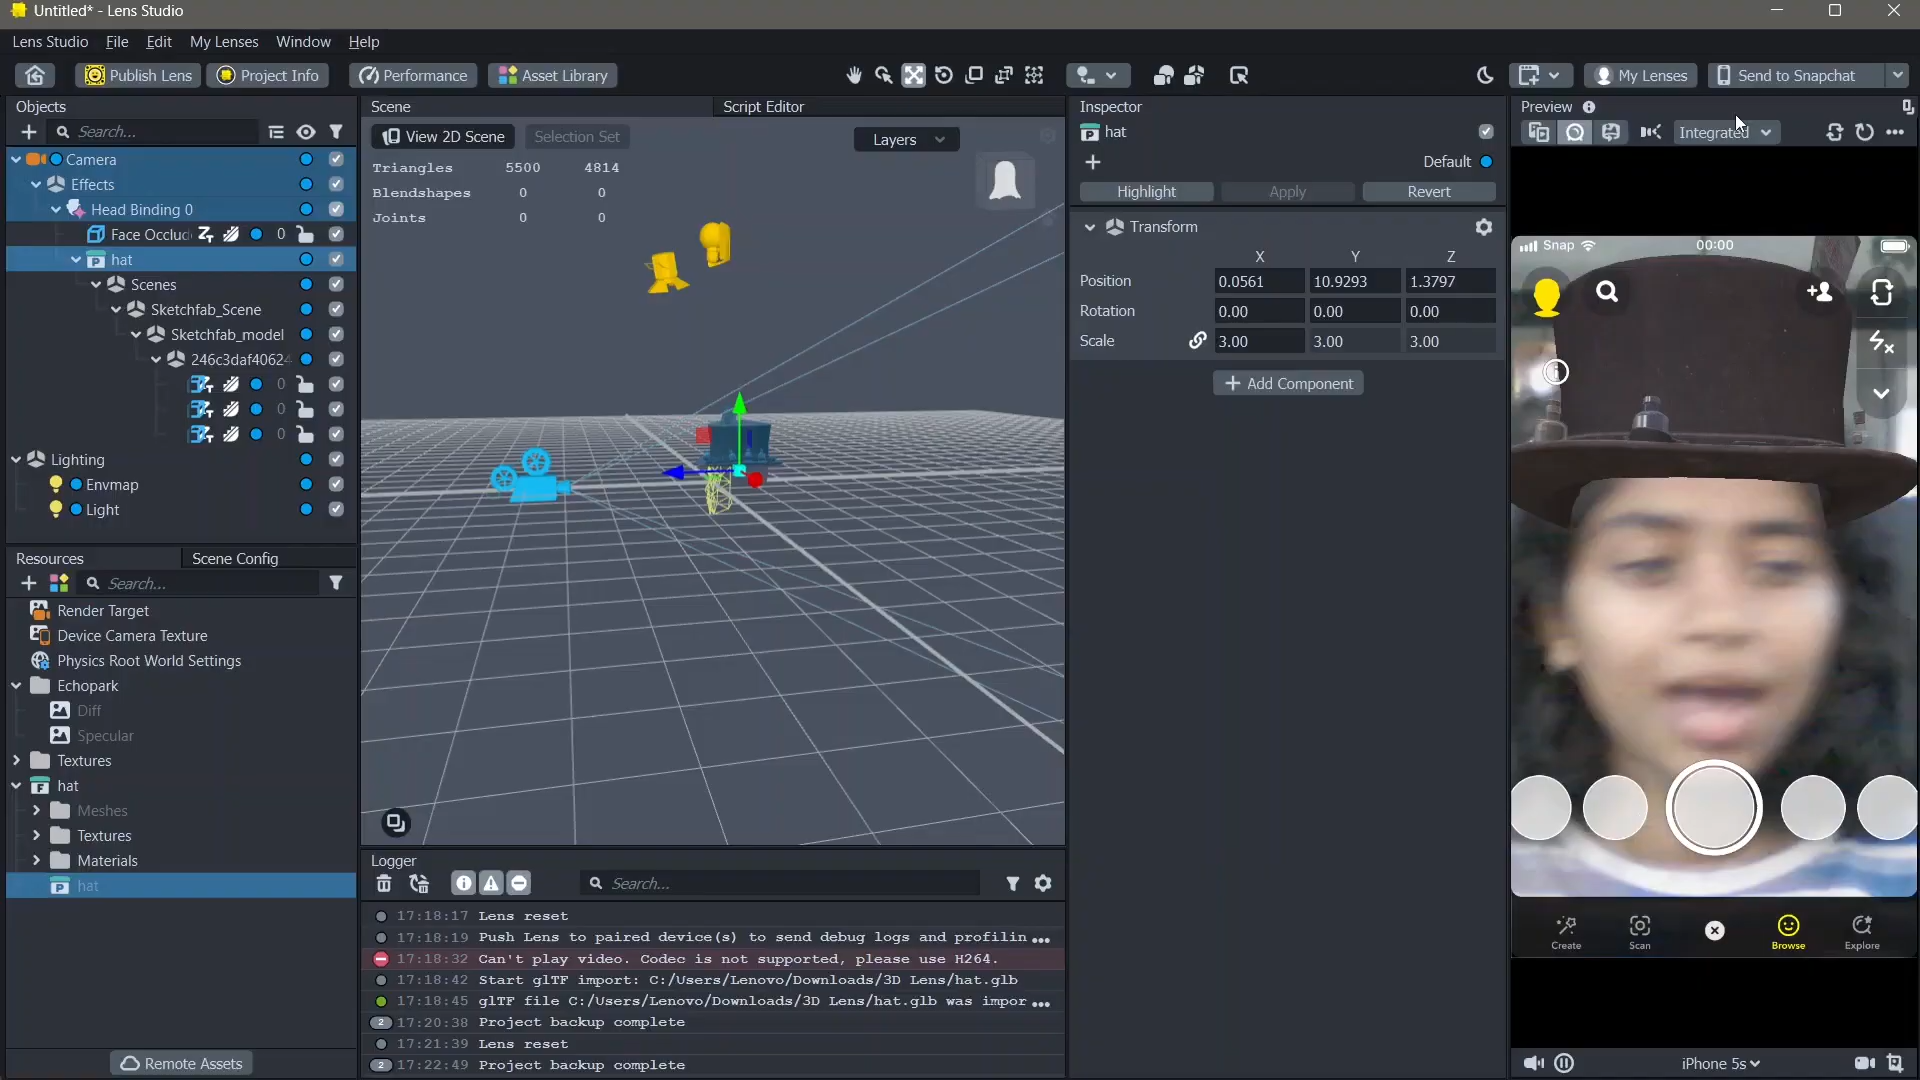 Untitled* - Lens Studio
Lens Studio File Edit My Lenses Window Help
Publish Lens Project Info Performance Asset Library My Lenses Send to Snapchat
Objects
Search...
Camera
Effects
Head Binding 0
Face Occlud 0
hat
Scenes
Sketchfab_Scene
Sketchfab_model
246c3daf40624
0
0
0
Lighting
Envmap
Light
Resources Scene Config
Search...
Render Target
Device Camera Texture
Physics Root World Settings
Echopark
Diff
Specular
Textures
hat
Meshes
Textures
Materials
hat
Remote Assets
Scene Script Editor
View 2D Scene Selection Set Layers
Triangles 5500 4814
Blendshapes 0 0
Joints 0 0
Logger
Search...
17:18:17 Lens reset
17:18:19 Push Lens to paired device(s) to send debug logs and profilin ...
17:18:32 Can't play video. Codec is not supported, please use H264.
17:18:42 Start glTF import: C:/Users/Lenovo/Downloads/3D Lens/hat.glb
17:18:45 glTF file C:/Users/Lenovo/Downloads/3D Lens/hat.glb was impor ...
2 17:20:38 Project backup complete
17:21:39 Lens reset
2 17:22:49 Project backup complete
Inspector
hat
Default
Highlight Apply Revert
Transform
X Y Z
Position 0.0561 10.9293 1.3797
Rotation 0.00 0.00 0.00
Scale 3.00 3.00 3.00
Add Component
Preview
Integrated
Snap 00:00
Create Scan Browse Explore
iPhone 5s